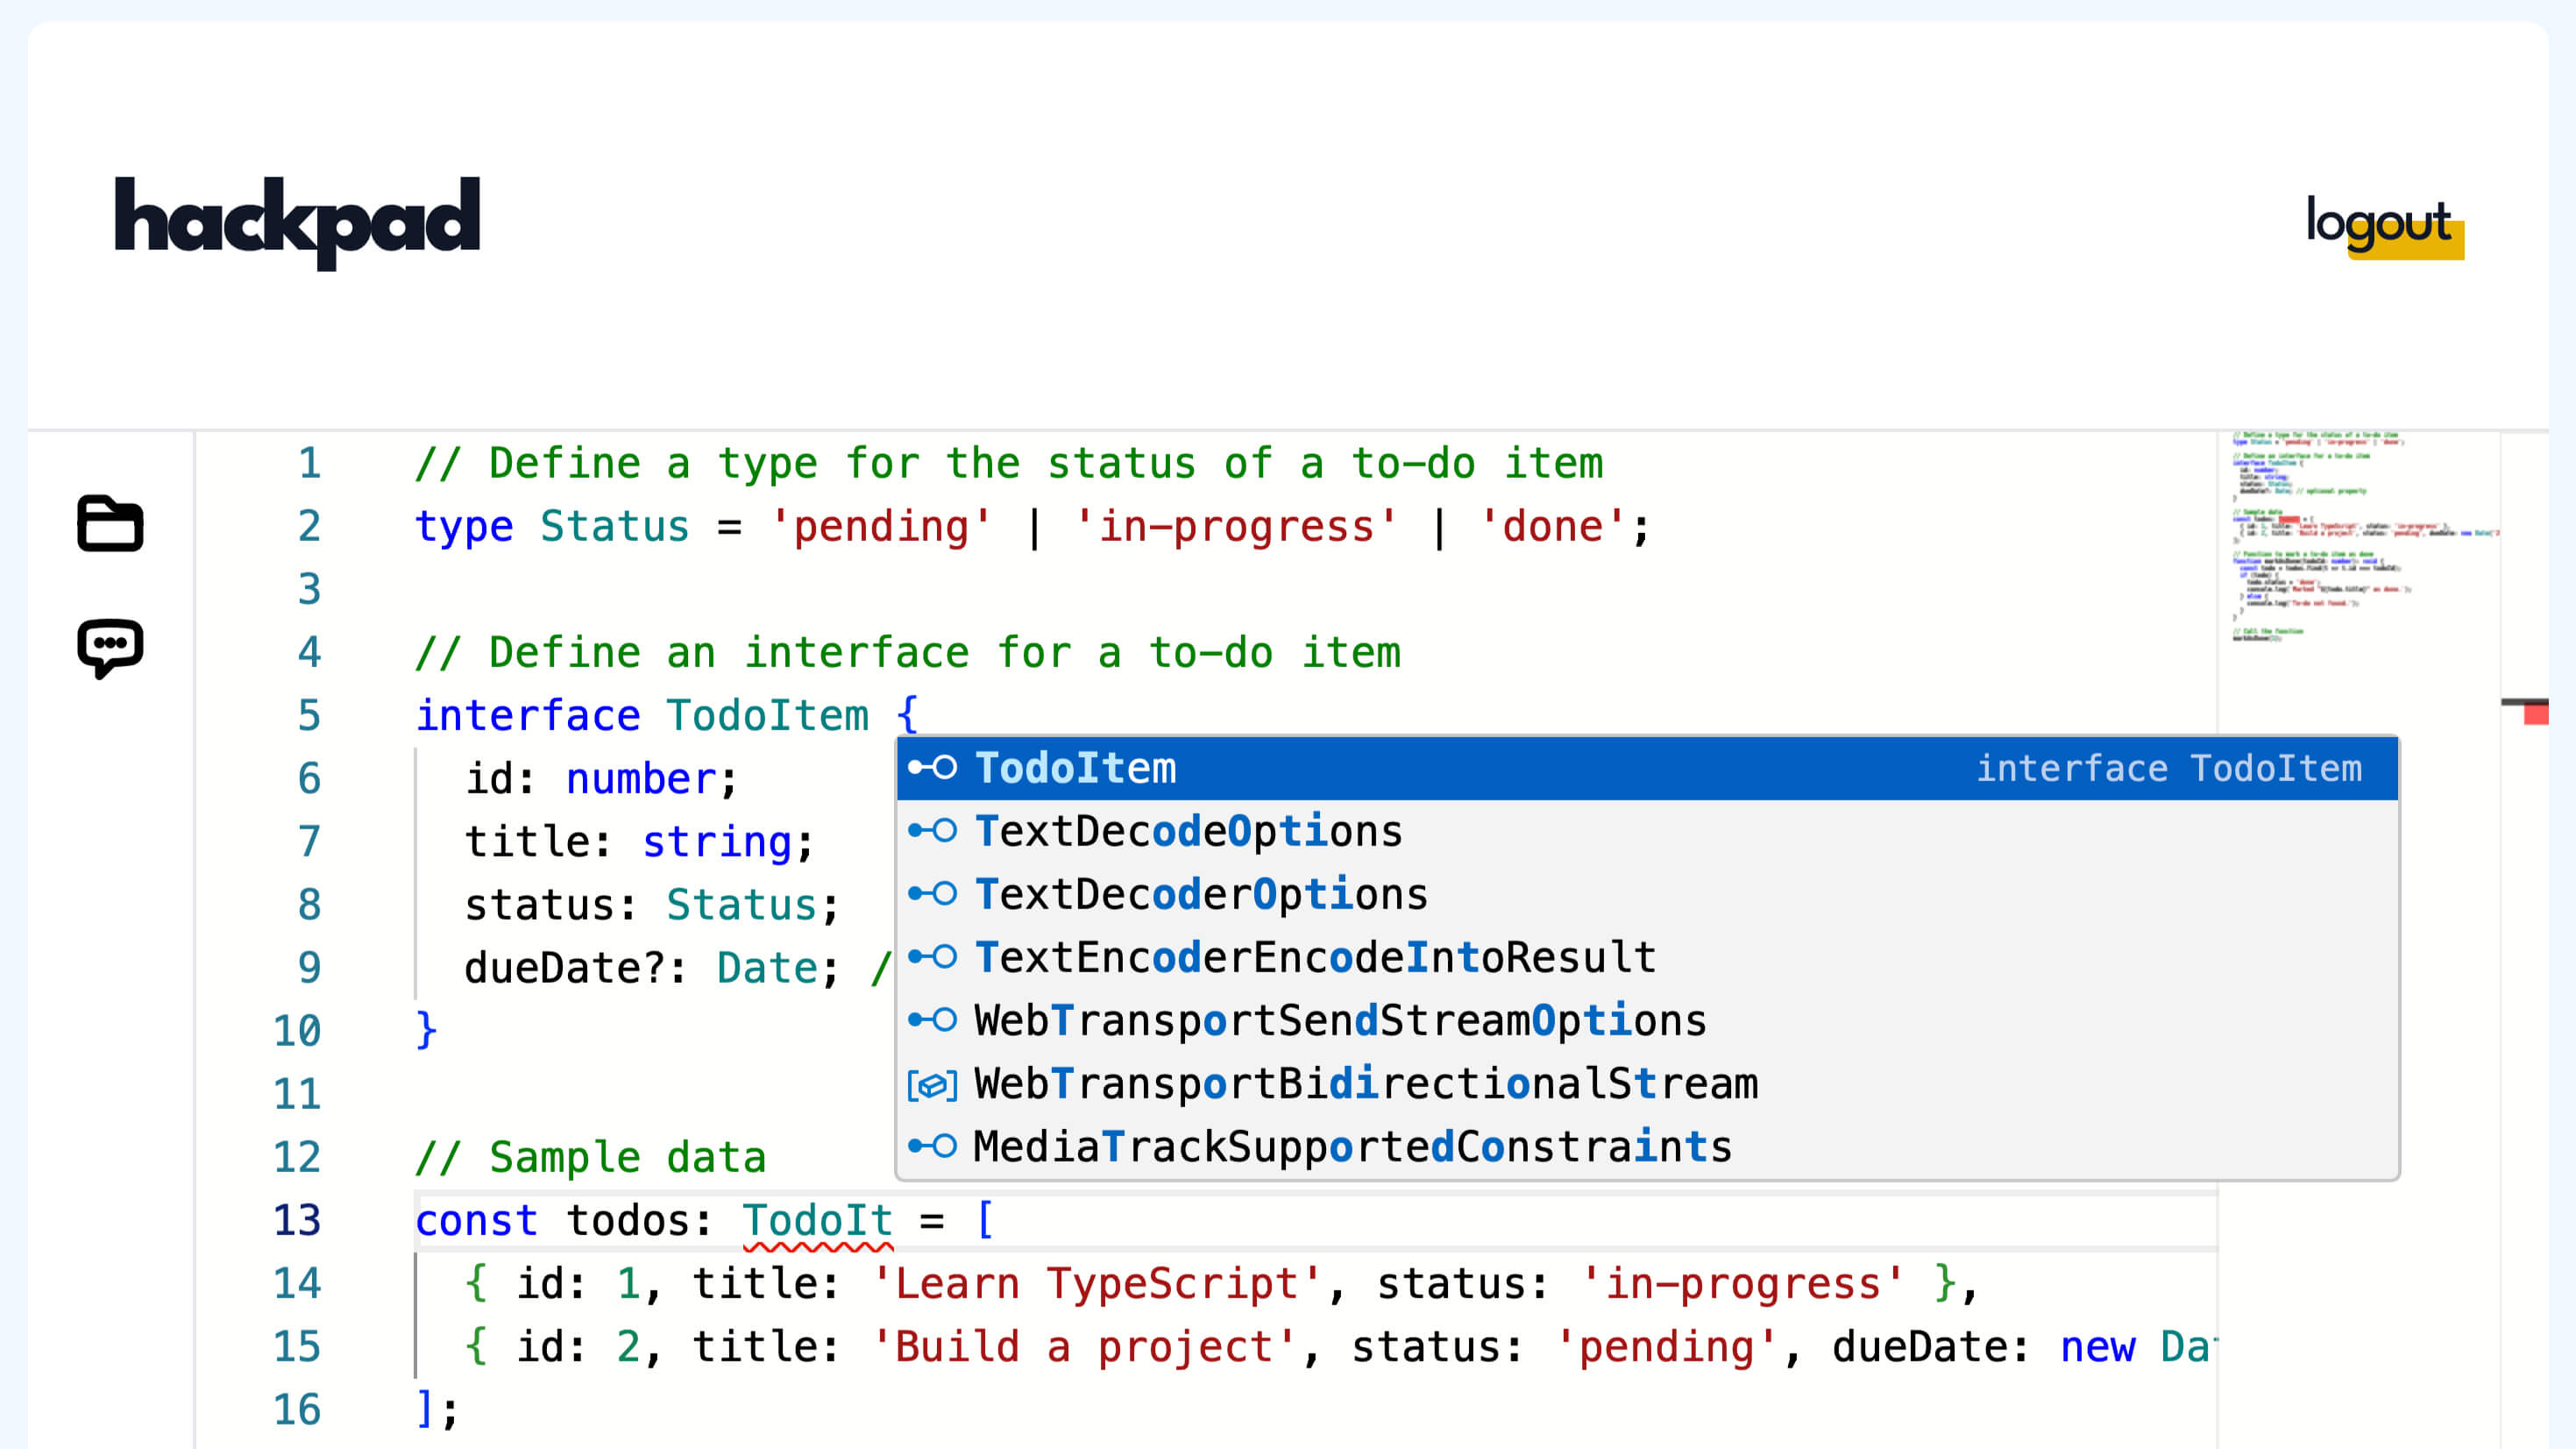 hackpad
logout
1 // Define a type for the status of a to-do item
2 type Status = 'pending' | 'in-progress' | 'done';
3
4 // Define an interface for a to-do item
5 interface TodoItem {
6 id: number;
7 title: string;
8 status: Status;
9 dueDate?: Date; /
10 }
11
12 // Sample data
13 const todos: TodoIt = [
14 { id: 1, title: 'Learn TypeScript', status: 'in-progress' },
15 { id: 2, title: 'Build a project', status: 'pending', dueDate: new Da
16 ];
TodoItem interface TodoItem
TextDecodeOptions
TextDecoderOptions
TextEncoderEncodeIntoResult
WebTransportSendStreamOptions
WebTransportBidirectionalStream
MediaTrackSupportedConstraints